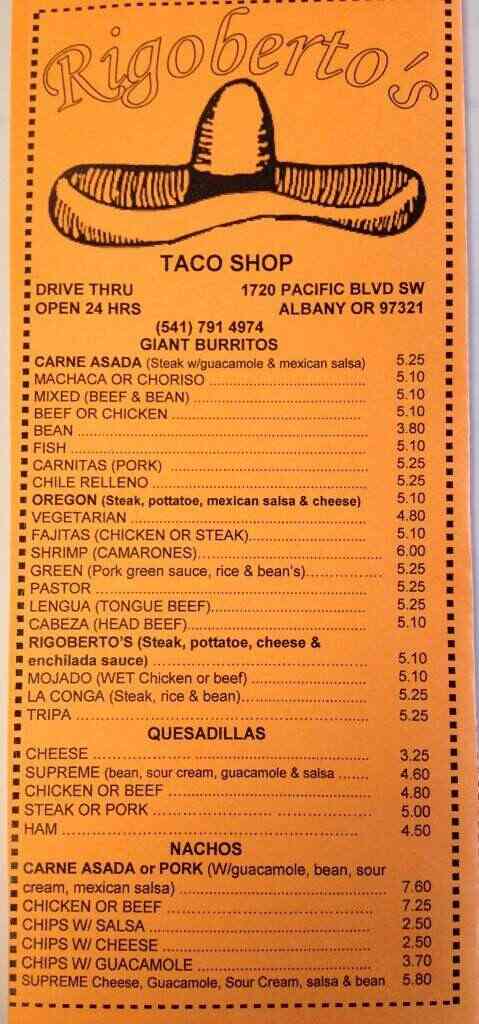 Rigoberto's
TACO SHOP
DRIVE THRU 1720 PACIFIC BLVD SW
OPEN 24 HRS ALBANY OR 97321
(541) 791 4974
GIANT BURRITOS
CARNE ASADA (Steak w/guacamole & mexican salsa) 5.25
MACHACA OR CHORISO 5.10
MIXED (BEEF & BEAN) 5.10
BEEF OR CHICKEN 5.10
BEAN 3.80
FISH 5.10
CARNITAS (PORK) 5.25
CHILE RELLENO 5.25
OREGON (Steak, pottatoe, mexican salsa & cheese) 5.10
VEGETARIAN 4.80
FAJITAS (CHICKEN OR STEAK) 5.10
SHRIMP (CAMARONES) 6.00
GREEN (Pork green sauce, rice & bean's) 5.25
PASTOR 5.25
LENGUA (TONGUE BEEF) 5.25
CABEZA (HEAD BEEF) 5.10
RIGOBERTO'S (Steak, pottatoe, cheese &
enchilada sauce) 5.10
MOJADO (WET Chicken or beef) 5.10
LA CONGA (Steak, rice & bean) 5.25
TRIPA 5.25
QUESADILLAS
CHEESE 3.25
SUPREME (bean, sour cream, guacamole & salsa 4.60
CHICKEN OR BEEF 4.80
STEAK OR PORK 5.00
HAM 4.50
NACHOS
CARNE ASADA or PORK (W/guacamole, bean, sour
cream, mexican salsa) 7.60
CHICKEN OR BEEF 7.25
CHIPS W/ SALSA 2.50
CHIPS W/ CHEESE 2.50
CHIPS W/ GUACAMOLE 3.70
SUPREME Cheese, Guacamole, Sour Cream, salsa & bean 5.80